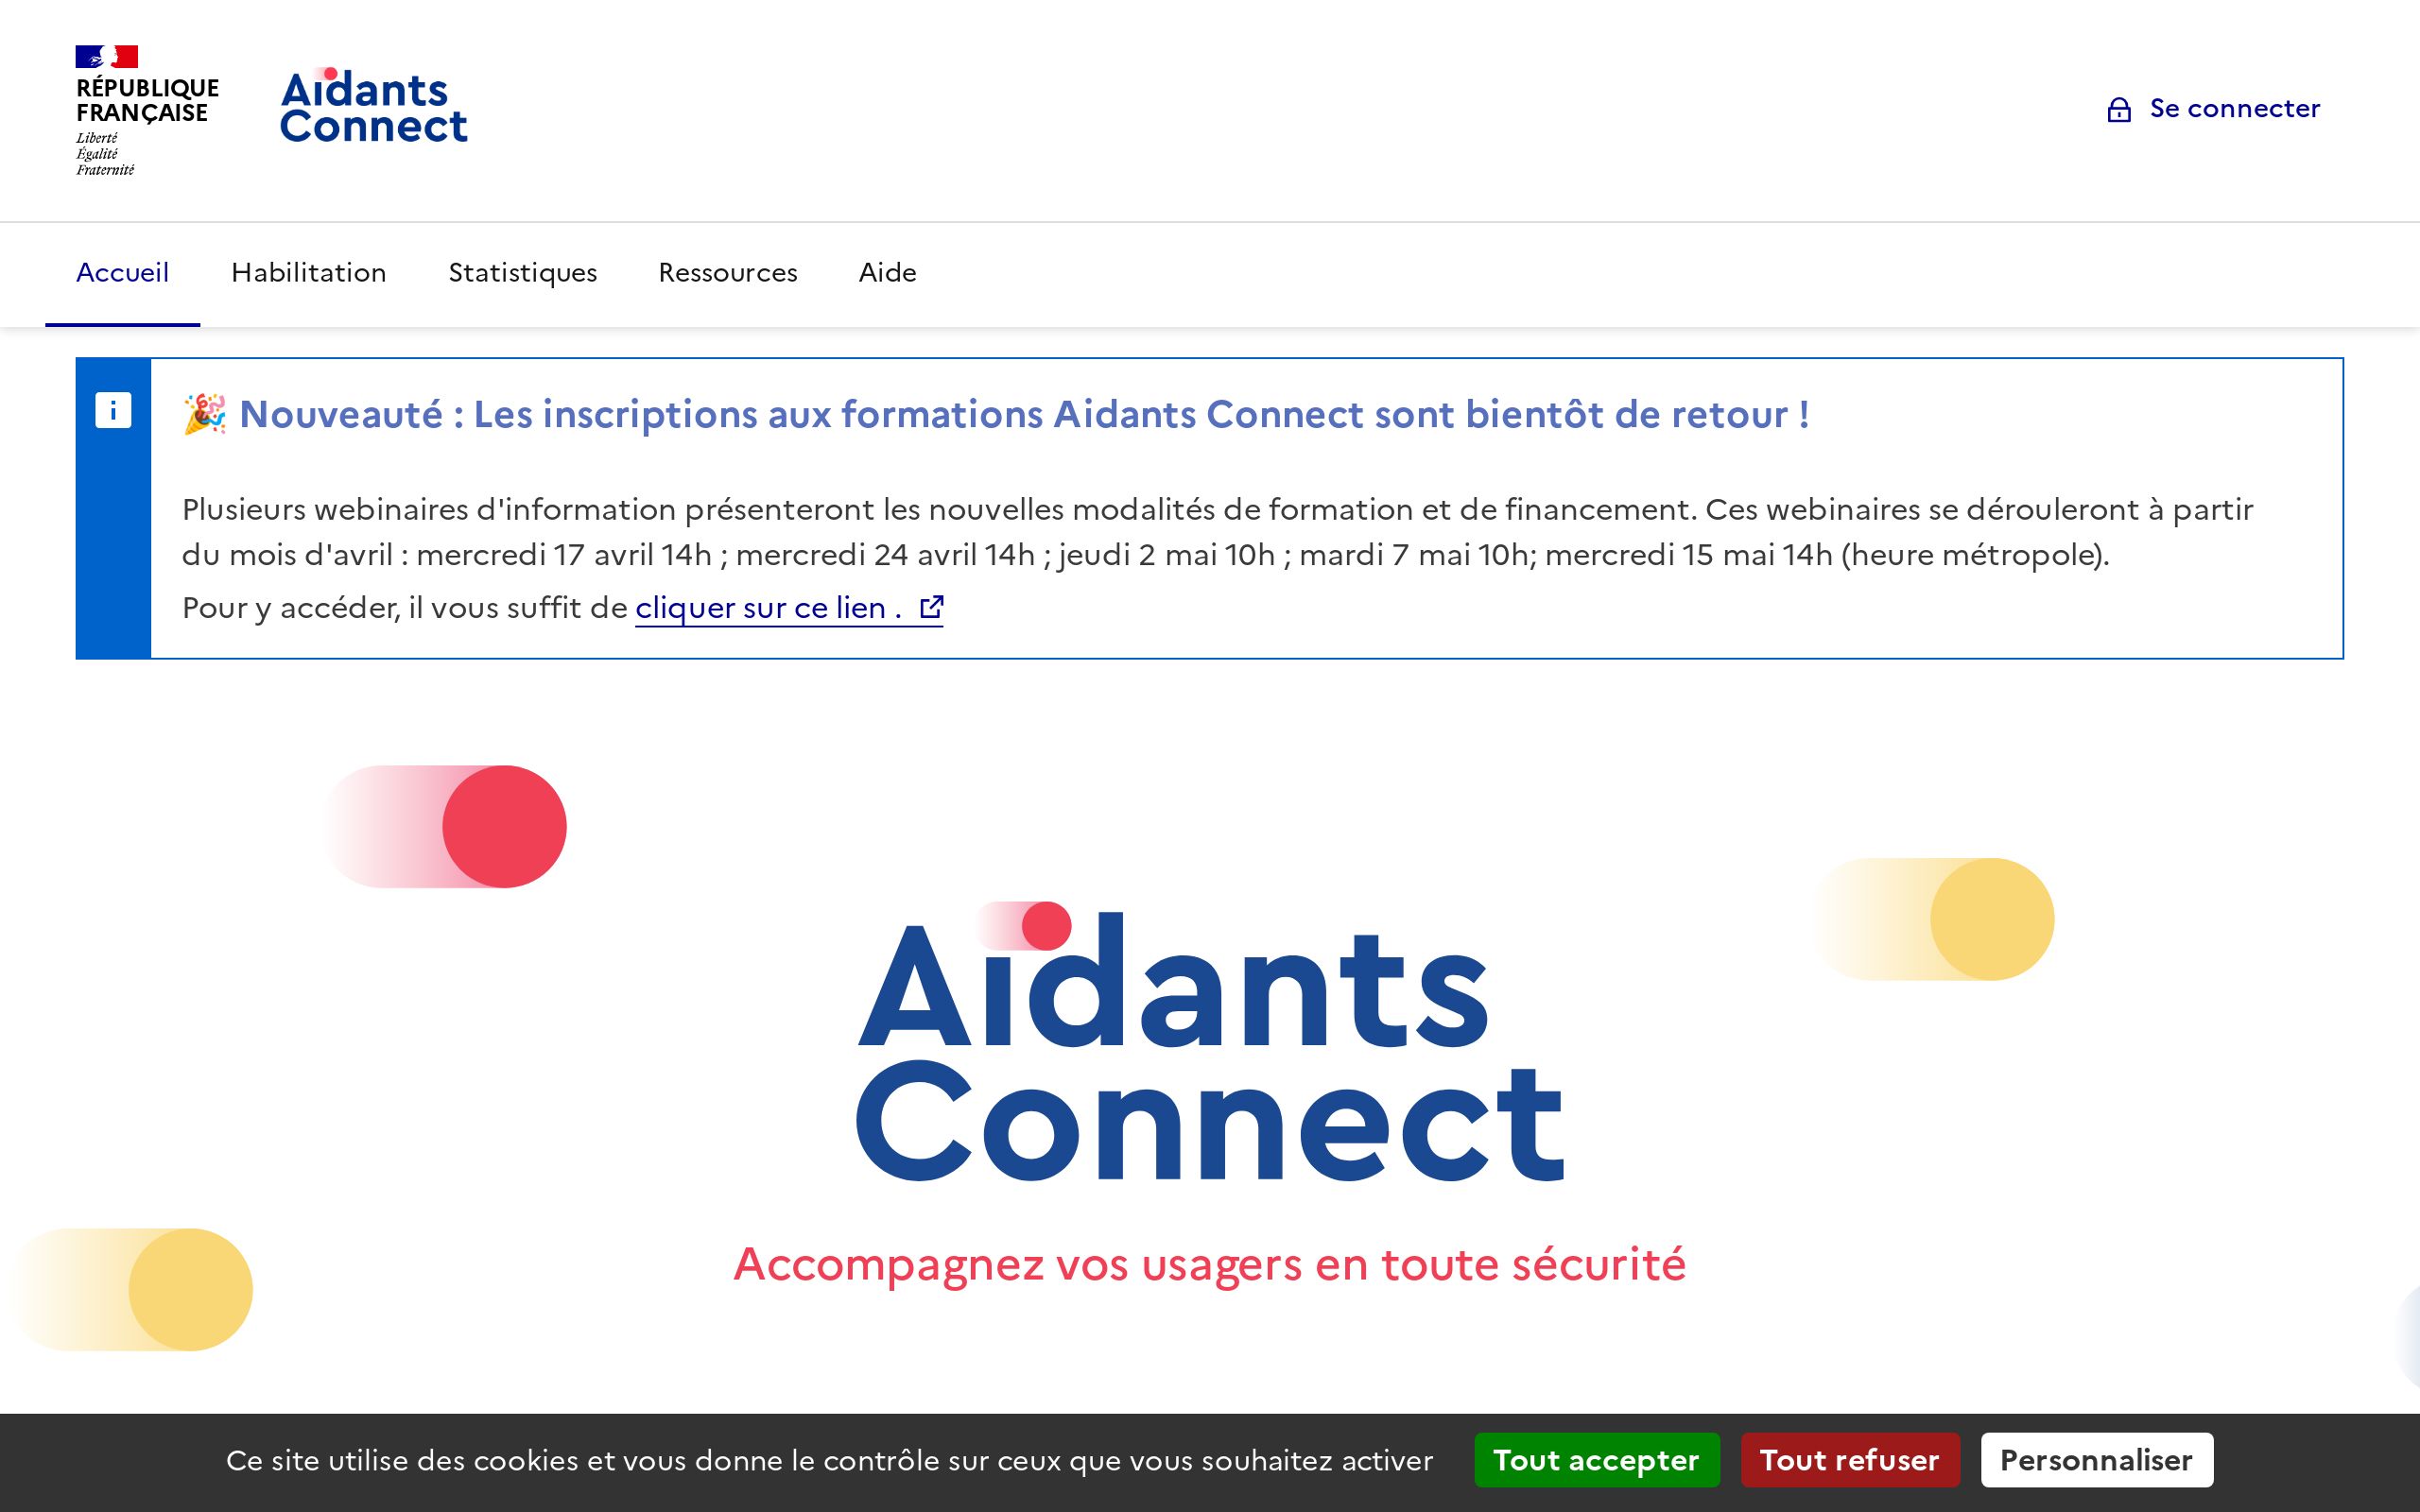 RÉPUBLIQUE
FRANÇAISE
Liberté
Égalité
Fraternité
Aidants
Connect
Se connecter
Accueil
Habilitation
Statistiques
Ressources
Aide
🎉 Nouveauté : Les inscriptions aux formations Aidants Connect sont bientôt de retour !
Plusieurs webinaires d'information présenteront les nouvelles modalités de formation et de financement. Ces webinaires se dérouleront à partir
du mois d'avril : mercredi 17 avril 14h ; mercredi 24 avril 14h ; jeudi 2 mai 10h ; mardi 7 mai 10h; mercredi 15 mai 14h (heure métropole).
Pour y accéder, il vous suffit de cliquer sur ce lien .
Aidants
Connect
Accompagnez vos usagers en toute sécurité
Ce site utilise des cookies et vous donne le contrôle sur ceux que vous souhaitez activer
Tout accepter
Tout refuser
Personnaliser